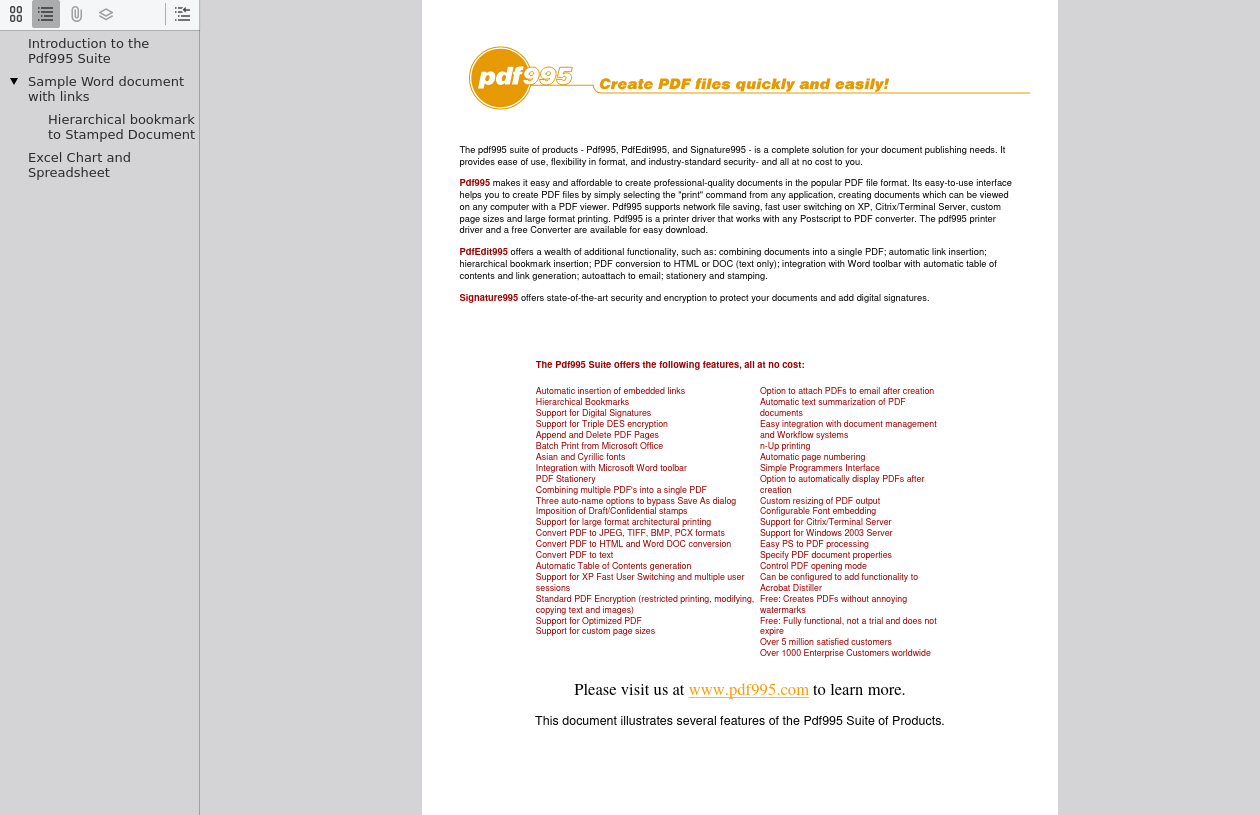 Introduction to the
Pdf995 Suite
Sample Word document
with links
Hierarchical bookmark
to Stamped Document
Excel Chart and
Spreadsheet
pdf995
Create PDF files quickly and easily!
The pdf995 suite of products - Pdf995, PdfEdit995, and Signature995 - is a complete solution for your document publishing needs. It
provides ease of use, flexibility in format, and industry-standard security- and all at no cost to you.
Pdf995 makes it easy and affordable to create professional-quality documents in the popular PDF file format. Its easy-to-use interface
helps you to create PDF files by simply selecting the "print" command from any application, creating documents which can be viewed
on any computer with a PDF viewer. Pdf995 supports network file saving, fast user switching on XP, Citrix/Terminal Server, custom
page sizes and large format printing. Pdf995 is a printer driver that works with any Postscript to PDF converter. The pdf995 printer
driver and a free Converter are available for easy download.
PdfEdit995 offers a wealth of additional functionality, such as: combining documents into a single PDF; automatic link insertion;
hierarchical bookmark insertion; PDF conversion to HTML or DOC (text only); integration with Word toolbar with automatic table of
contents and link generation; autoattach to email; stationery and stamping.
Signature995 offers state-of-the-art security and encryption to protect your documents and add digital signatures.
The Pdf995 Suite offers the following features, all at no cost:
Automatic insertion of embedded links
Hierarchical Bookmarks
Support for Digital Signatures
Support for Triple DES encryption
Append and Delete PDF Pages
Batch Print from Microsoft Office
Asian and Cyrillic fonts
Integration with Microsoft Word toolbar
PDF Stationery
Combining multiple PDF's into a single PDF
Three auto-name options to bypass Save As dialog
Imposition of Draft/Confidential stamps
Support for large format architectural printing
Convert PDF to JPEG, TIFF, BMP, PCX formats
Convert PDF to HTML and Word DOC conversion
Convert PDF to text
Automatic Table of Contents generation
Support for XP Fast User Switching and multiple user
sessions
Standard PDF Encryption (restricted printing, modifying,
copying text and images)
Support for Optimized PDF
Support for custom page sizes
Option to attach PDFs to email after creation
Automatic text summarization of PDF
documents
Easy integration with document management
and Workflow systems
n-Up printing
Automatic page numbering
Simple Programmers Interface
Option to automatically display PDFs after
creation
Custom resizing of PDF output
Configurable Font embedding
Support for Citrix/Terminal Server
Support for Windows 2003 Server
Easy PS to PDF processing
Specify PDF document properties
Control PDF opening mode
Can be configured to add functionality to
Acrobat Distiller
Free: Creates PDFs without annoying
watermarks
Free: Fully functional, not a trial and does not
expire
Over 5 million satisfied customers
Over 1000 Enterprise Customers worldwide
Please visit us at www.pdf995.com to learn more.
This document illustrates several features of the Pdf995 Suite of Products.